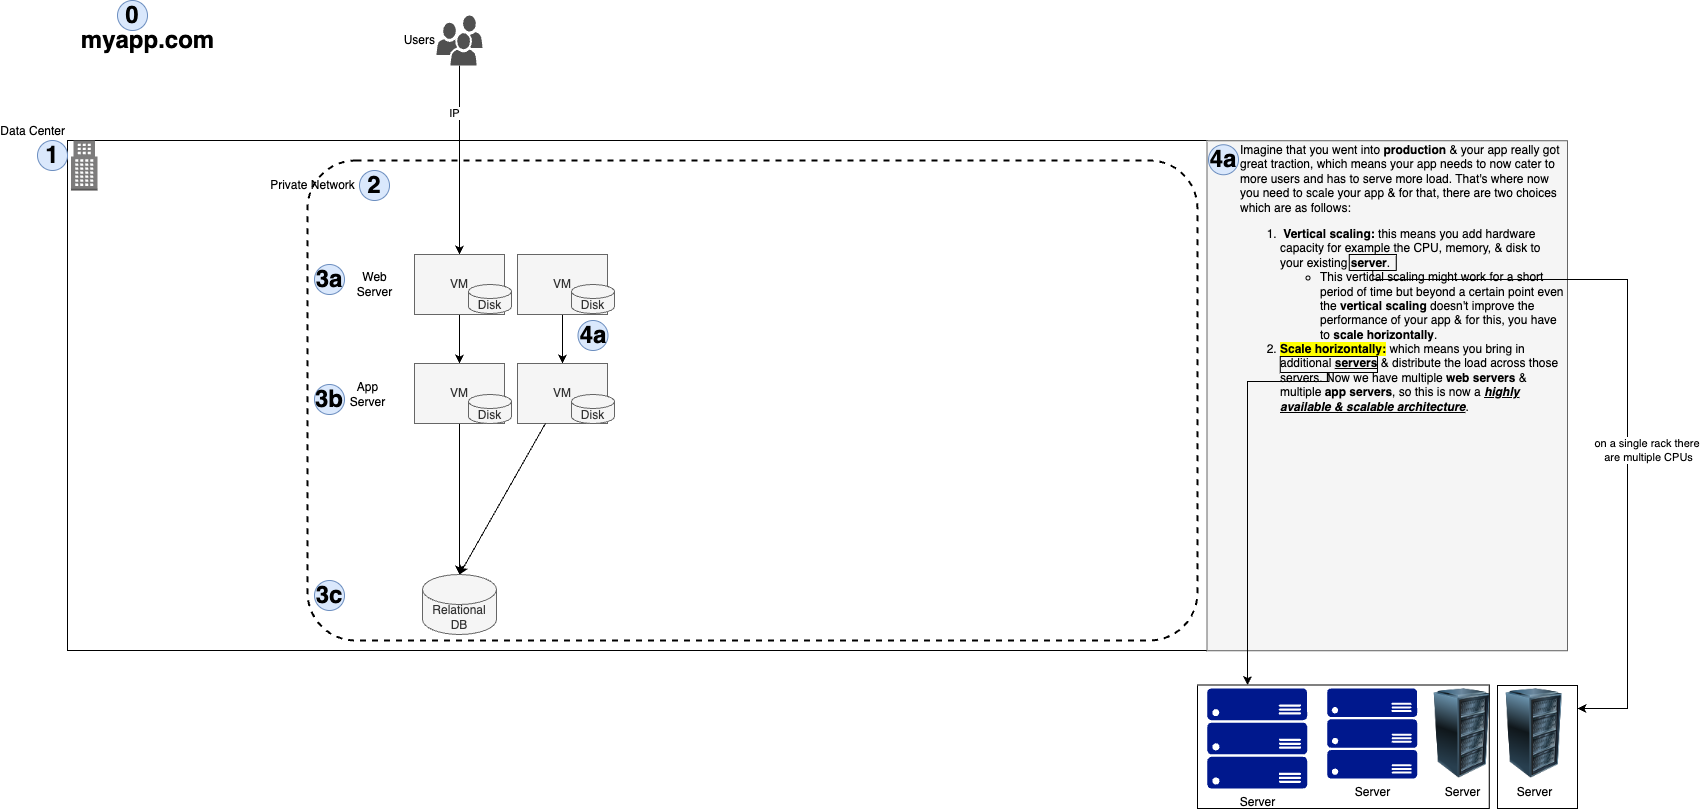 0
myapp.com
Users
IP
Data Center
1
Private Network
2
3a
Web
Server
VM
Disk
VM
Disk
4a
3b
App
Server
VM
Disk
VM
Disk
3c
Relational
DB
4a
Imagine that you went into production & your app really got
great traction, which means your app needs to now cater to
more users and has to serve more load. That's where now
you need to scale your app & for that, there are two choices
which are as follows:
1. Vertical scaling: this means you add hardware
capacity for example the CPU, memory, & disk to
your existing server.
This vertical scaling might work for a short
period of time but beyond a certain point even
the vertical scaling doesn't improve the
performance of your app & for this, you have
to scale horizontally.
2. Scale horizontally: which means you bring in
additional servers & distribute the load across those
servers. Now we have multiple web servers &
multiple app servers, so this is now a highly
available & scalable architecture.
on a single rack there
are multiple CPUs
Server
Server
Server
Server